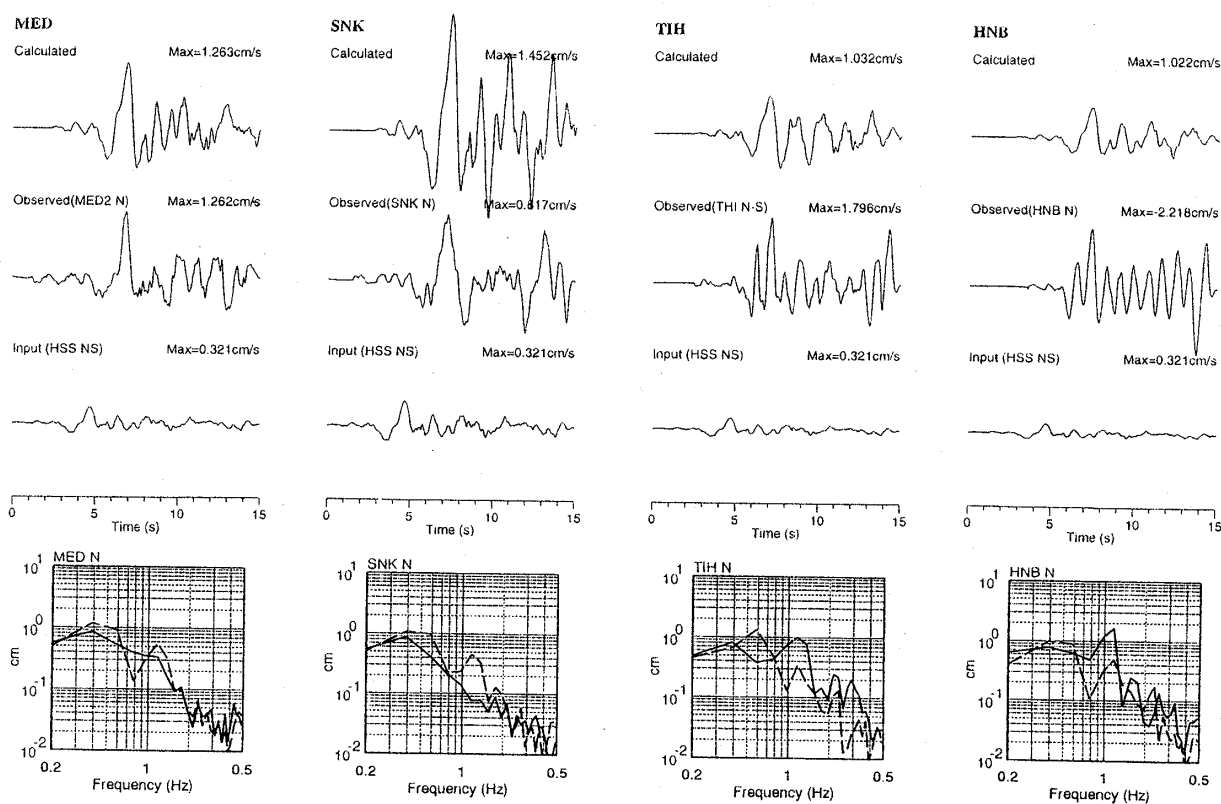 MED
Calculated Max=1.263cm/s
Observed(MED2 N) Max=1.262cm/s
Input (HSS NS) Max=0.321cm/s
0 5 10 15
Time (s)
MED N
10^1
10^0
cm
10^-1
10^-2
0.2 1 0.5
Frequency (Hz)
SNK
Calculated Max=1.452cm/s
Observed(SNK N) Max=0.817cm/s
Input (HSS NS) Max=0.321cm/s
0 5 10 15
Time (s)
SNK N
10^1
10^0
cm
10^-1
10^-2
0.2 1 0.5
Frequency (Hz)
TIH
Calculated Max=1.032cm/s
Observed(THI N-S) Max=1.796cm/s
Input (HSS NS) Max=0.321cm/s
0 5 10 15
Time (s)
TIH N
10^1
10^0
cm
10^-1
10^-2
0.2 1 0.5
Frequency (Hz)
HNB
Calculated Max=1.022cm/s
Observed(HNB N) Max=-2.218cm/s
Input (HSS NS) Max=0.321cm/s
0 5 10 15
Time (s)
HNB N
10^1
10^0
cm
10^-1
10^-2
0.2 1 0.5
Frequency (Hz)